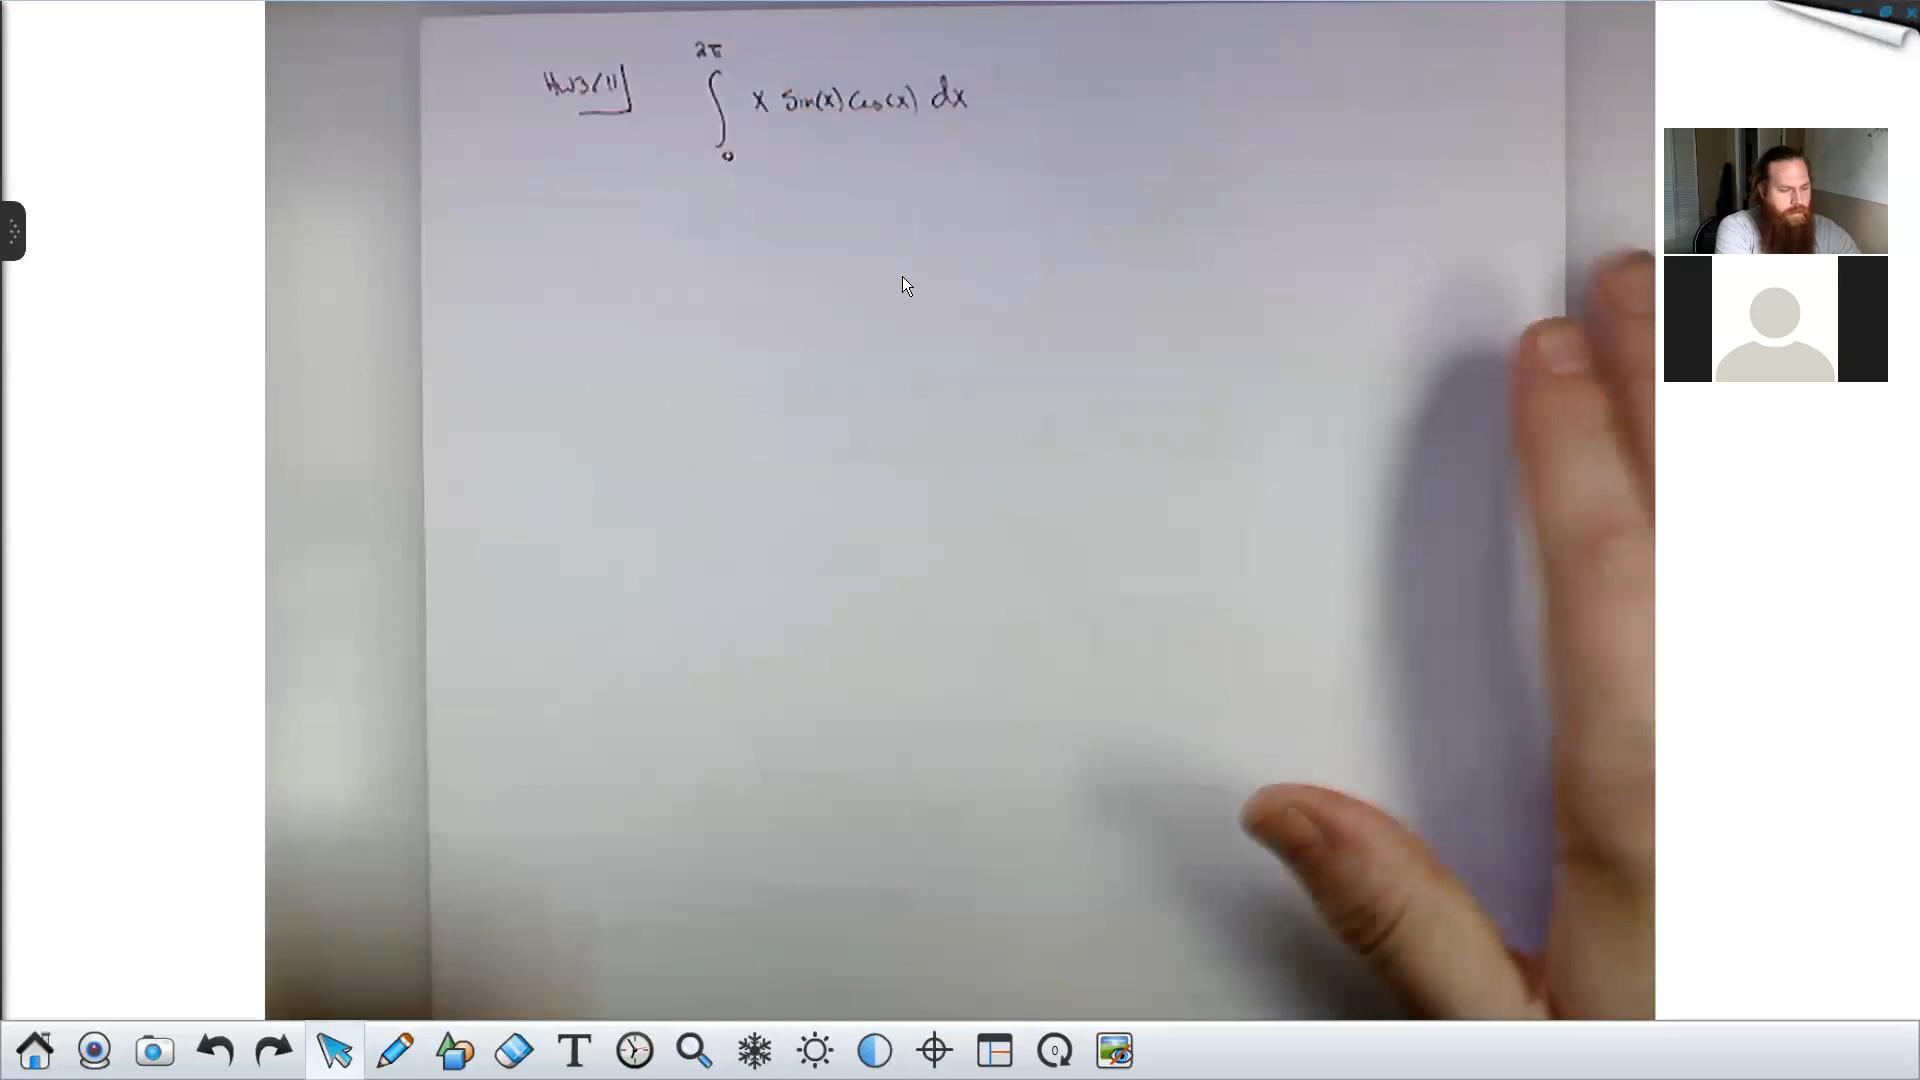 HW3/11 ∫₀^2π x Sin(x) Cos(x) dx